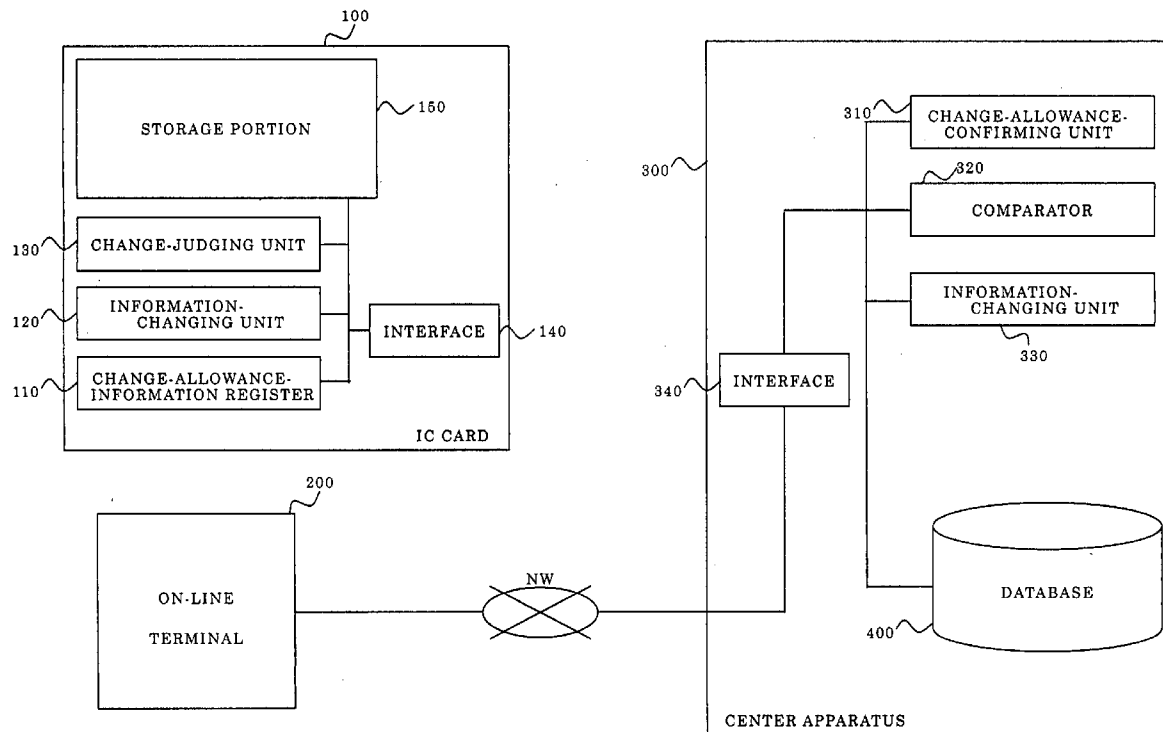 100
STORAGE PORTION
150
CHANGE-JUDGING UNIT
130
INFORMATION-
CHANGING UNIT
120
CHANGE-ALLOWANCE-
INFORMATION REGISTER
110
INTERFACE
140
IC CARD
200
ON-LINE
TERMINAL
NW
300
310
CHANGE-ALLOWANCE-
CONFIRMING UNIT
320
COMPARATOR
INFORMATION-
CHANGING UNIT
330
340
INTERFACE
DATABASE
400
CENTER APPARATUS